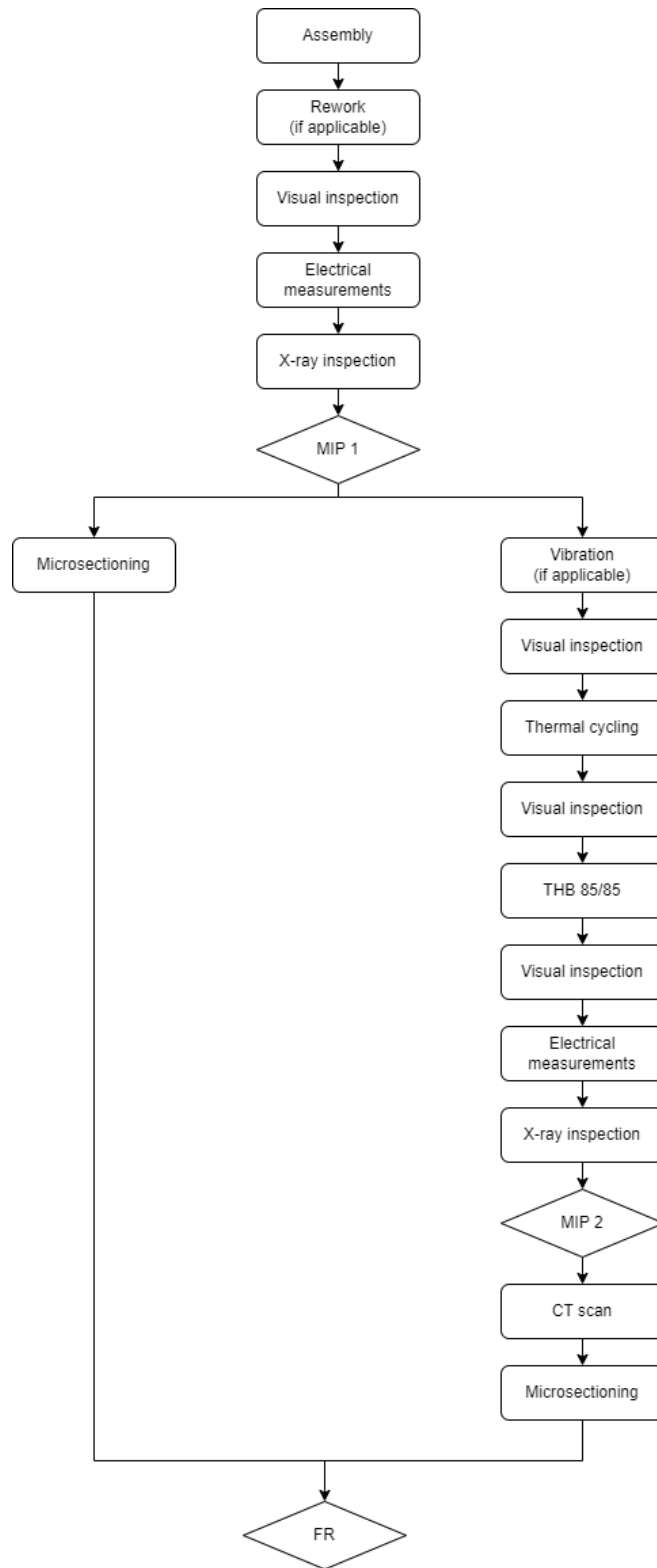 Assembly
Rework
(if applicable)
Visual inspection
Electrical
measurements
X-ray inspection
MIP 1
Microsectioning
Vibration
(if applicable)
Visual inspection
Thermal cycling
Visual inspection
THB 85/85
Visual inspection
Electrical
measurements
X-ray inspection
MIP 2
CT scan
Microsectioning
FR